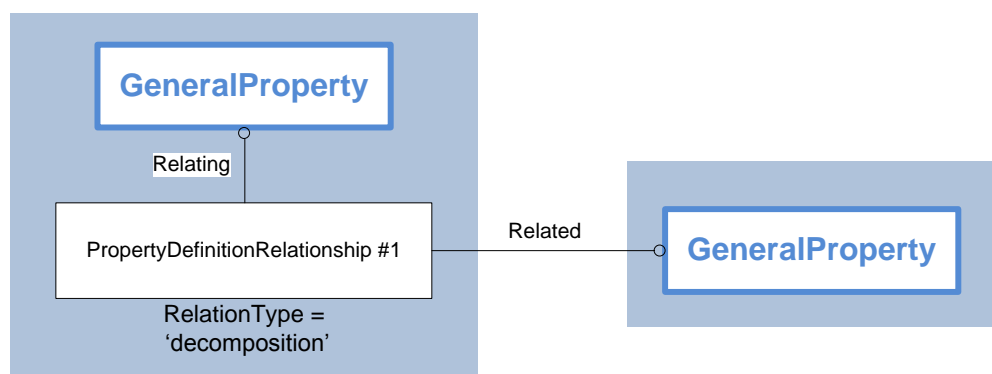 GeneralProperty
Relating
PropertyDefinitionRelationship #1
RelationType =
‘decomposition’
Related
GeneralProperty